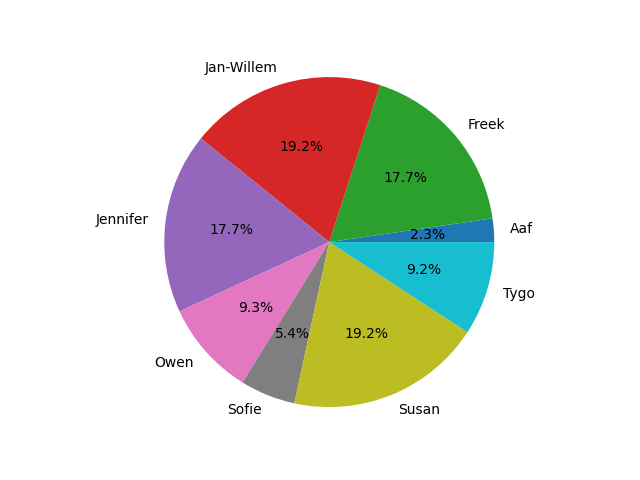 Jan-Willem
Freek
19.2%
17.7%
Jennifer
17.7%
Aaf
2.3%
9.2%
Tygo
9.3%
5.4%
19.2%
Owen
Sofie
Susan